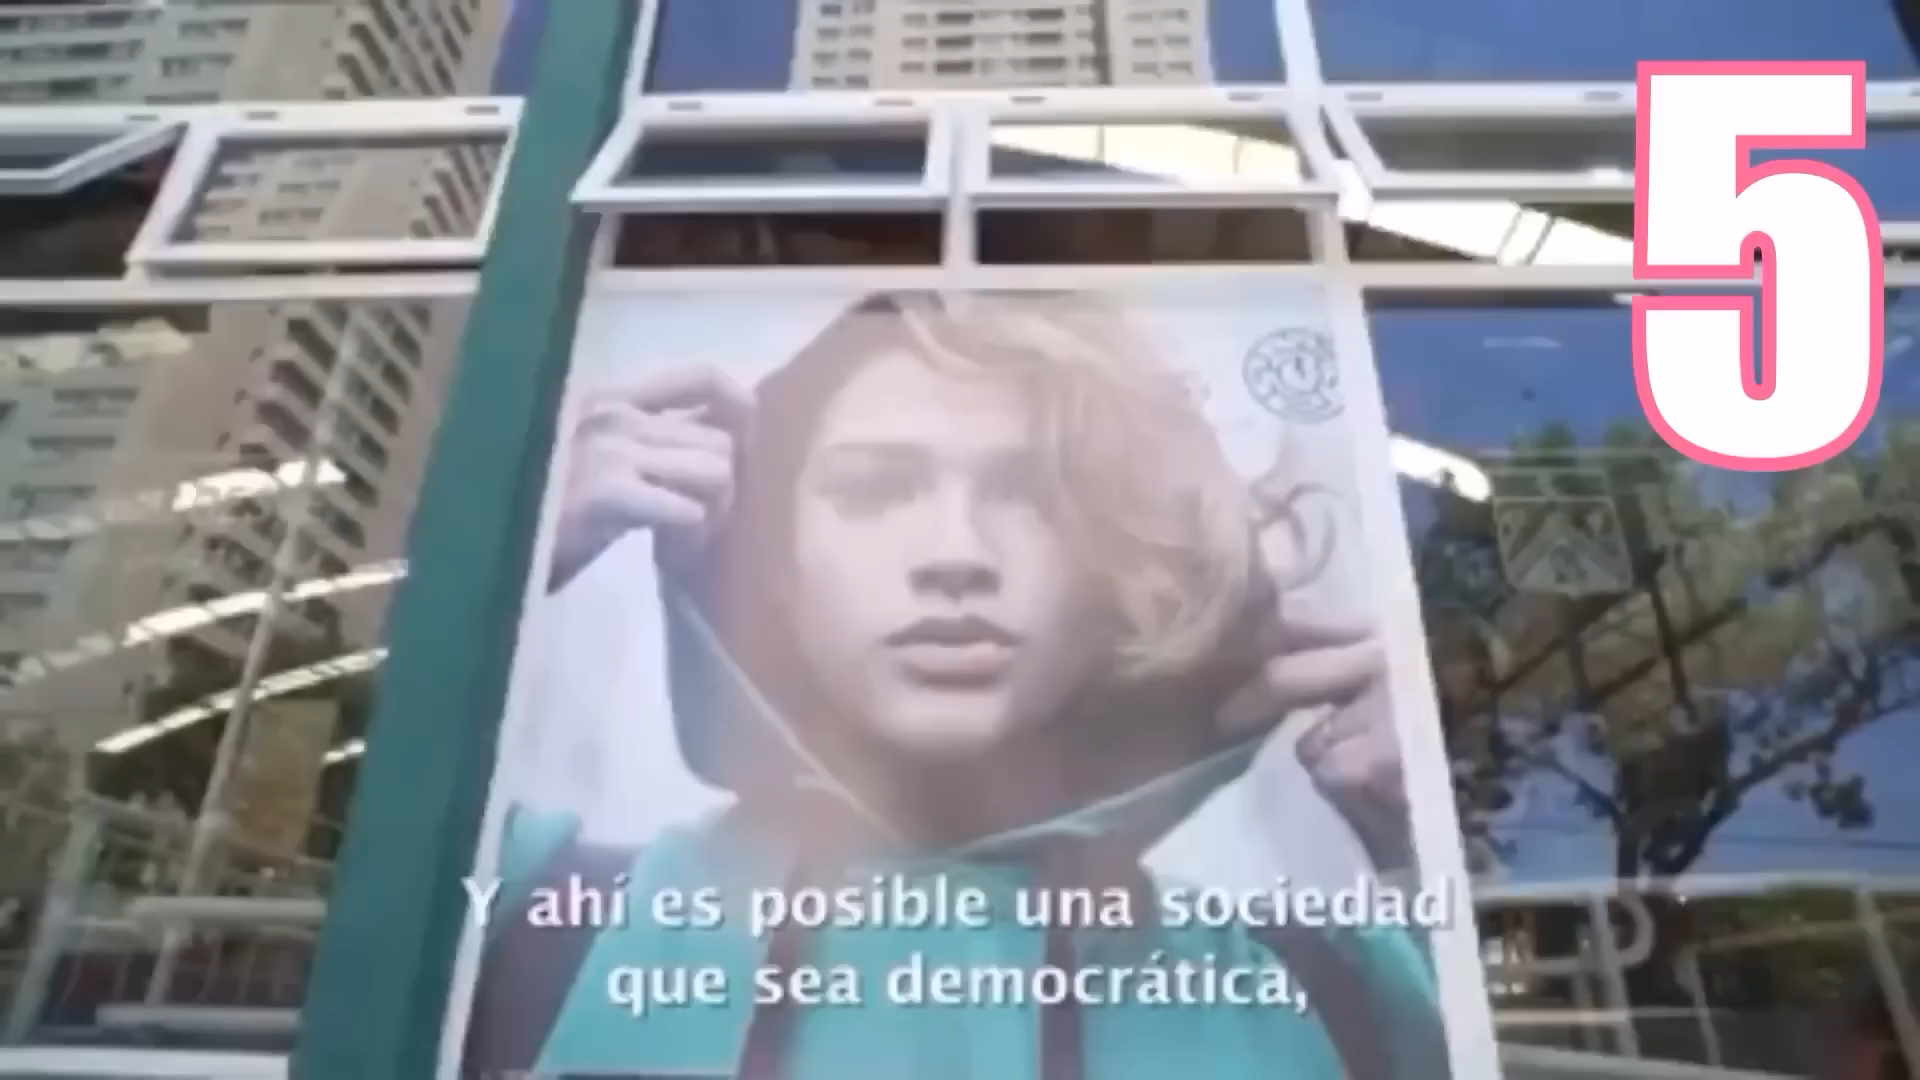 5
Y ahí es posible una sociedad
que sea democrática,